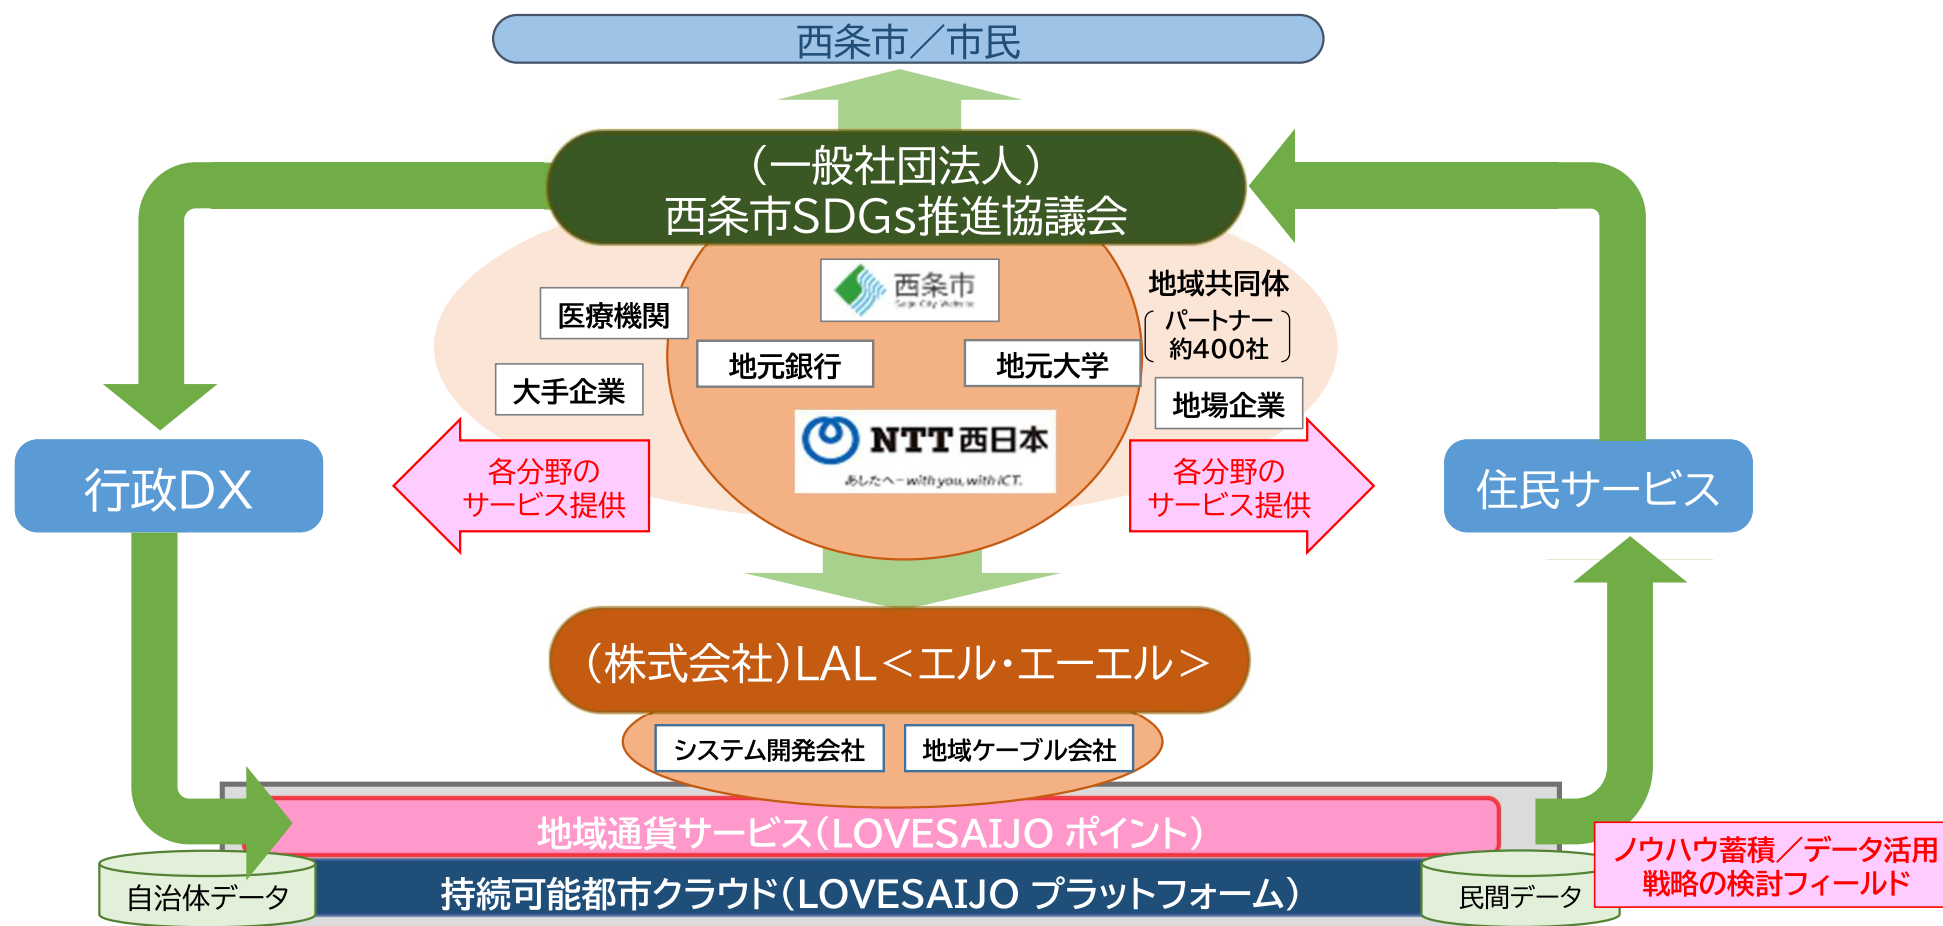 西条市／市民
（一般社団法人）
西条市SDGs推進協議会
西条市
医療機関
地域共同体
パートナー
約400社
地元銀行
地元大学
大手企業
地場企業
NTT西日本
あしたへ-with you, with ICT.
各分野の
サービス提供
各分野の
サービス提供
行政DX
住民サービス
（株式会社）LAL＜エル・エーエル＞
システム開発会社
地域ケーブル会社
地域通貨サービス（LOVESAIJO ポイント）
ノウハウ蓄積／データ活用
戦略の検討フィールド
自治体データ
持続可能都市クラウド（LOVESAIJO プラットフォーム）
民間データ